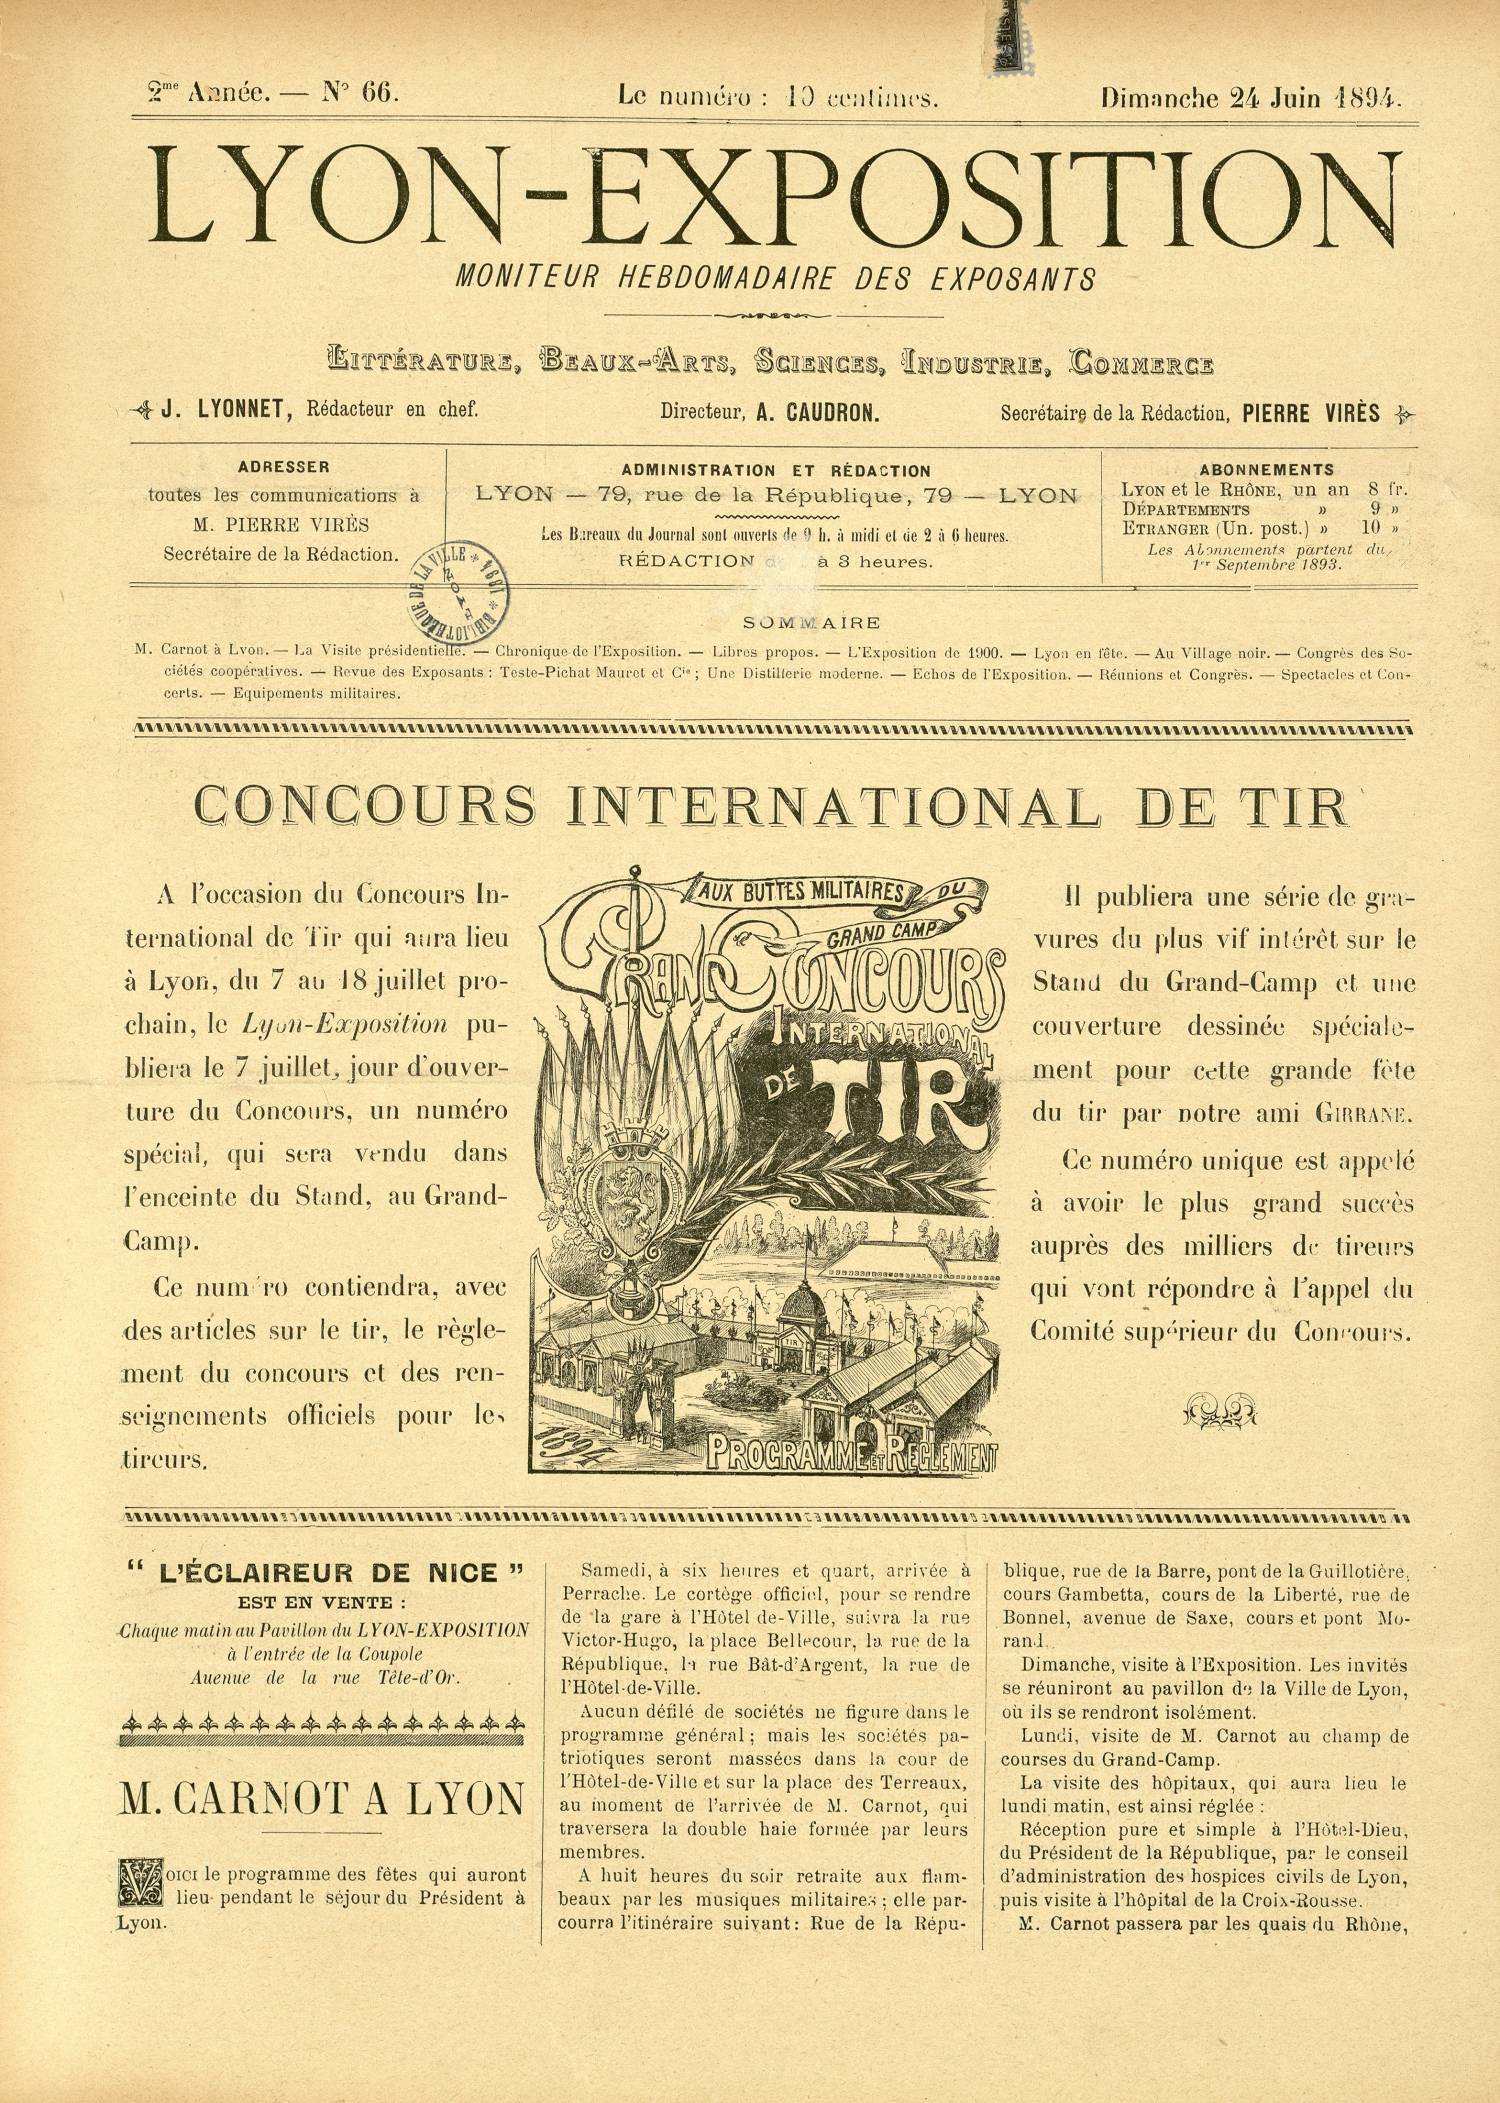 2me Année. — No 66.
Le numéro : 10 centimes.
Dimanche 24 Juin 1894.
LYON-EXPOSITION
MONITEUR HEBDOMADAIRE DES EXPOSANTS
LITTÉRATURE, BEAUX-ARTS, SCIENCES, INDUSTRIE, COMMERCE
J. LYONNET, Rédacteur en chef.
Directeur, A. CAUDRON.
Secrétaire de la Rédaction, PIERRE VIRÈS
ADRESSER
toutes les communications à
M. PIERRE VIRÈS
Secrétaire de la Rédaction.
ADMINISTRATION ET RÉDACTION
LYON — 79, rue de la République, 79 — LYON
Les Bureaux du Journal sont ouverts de 9 h. à midi et de 2 à 6 heures.
RÉDACTION à 3 heures.
ABONNEMENTS
LYON et le RHÔNE, un an 8 fr.
DÉPARTEMENTS » 9 »
ETRANGER (Un. post.) » 10 »
Les Abonnements partent du
1er Septembre 1893.
BIBLIOTHÈQUE DE LA VILLE * 1894 *
LYON
SOMMAIRE
M. Carnot à Lyon. — La Visite présidentielle. — Chronique de l'Exposition. — Libres propos. — L'Exposition de 1900. — Lyon en fête. — Au Village noir. — Congrès des So-
ciétés coopératives. — Revue des Exposants : Teste-Pichat Mauret et Cie ; Une Distillerie moderne. — Echos de l'Exposition. — Réunions et Congrès. — Spectacles et Con-
certs. — Equipements militaires.
CONCOURS INTERNATIONAL DE TIR
A l'occasion du Concours In-
ternational de Tir qui aura lieu
à Lyon, du 7 au 18 juillet pro-
chain, le Lyon-Exposition pu-
bliera le 7 juillet, jour d'ouver-
ture du Concours, un numéro
spécial, qui sera vendu dans
l'enceinte du Stand, au Grand-
Camp.
Ce numéro contiendra, avec
des articles sur le tir, le règle-
ment du concours et des ren-
seignements officiels pour les
tireurs.
AUX BUTTES MILITAIRES DU
GRAND CAMP
GRAND CONCOURS
INTERNATIONAL
DE TIR
TIR
1894
PROGRAMME ET REGLEMENT
Il publiera une série de gra-
vures du plus vif intérêt sur le
Stand du Grand-Camp et une
couverture dessinée spéciale-
ment pour cette grande fête
du tir par notre ami GIRRANE.
Ce numéro unique est appelé
à avoir le plus grand succès
auprès des milliers de tireurs
qui vont répondre à l'appel du
Comité supérieur du Concours.
“ L'ÉCLAIREUR DE NICE ”
EST EN VENTE :
Chaque matin au Pavillon du LYON-EXPOSITION
à l'entrée de la Coupole
Auenue de la rue Tête-d'Or.
M. CARNOT A LYON
VOICI le programme des fêtes qui auront
lieu pendant le séjour du Président à
Lyon.
Samedi, à six heures et quart, arrivée à
Perrache. Le cortège officiel, pour se rendre
de la gare à l'Hôtel de-Ville, suivra la rue
Victor-Hugo, la place Bellecour, la rue de la
République, la rue Bât-d'Argent, la rue de
l'Hôtel-de-Ville.
Aucun défilé de sociétés ne figure dans le
programme général ; mais les sociétés pa-
triotiques seront massées dans la cour de
l'Hôtel-de-Ville et sur la place des Terreaux,
au moment de l'arrivée de M. Carnot, qui
traversera la double haie formée par leurs
membres.
A huit heures du soir retraite aux flam-
beaux par les musiques militaires ; elle par-
courra l'itinéraire suivant : Rue de la Répu-
blique, rue de la Barre, pont de la Guillotière,
cours Gambetta, cours de la Liberté, rue de
Bonnel, avenue de Saxe, cours et pont Mo-
rand.
Dimanche, visite à l'Exposition. Les invités
se réuniront au pavillon de la Ville de Lyon,
où ils se rendront isolément.
Lundi, visite de M. Carnot au champ de
courses du Grand-Camp.
La visite des hôpitaux, qui aura lieu le
lundi matin, est ainsi réglée :
Réception pure et simple à l'Hôtel-Dieu,
du Président de la République, par le conseil
d'administration des hospices civils de Lyon,
puis visite à l'hôpital de la Croix-Rousse.
M. Carnot passera par les quais du Rhône,